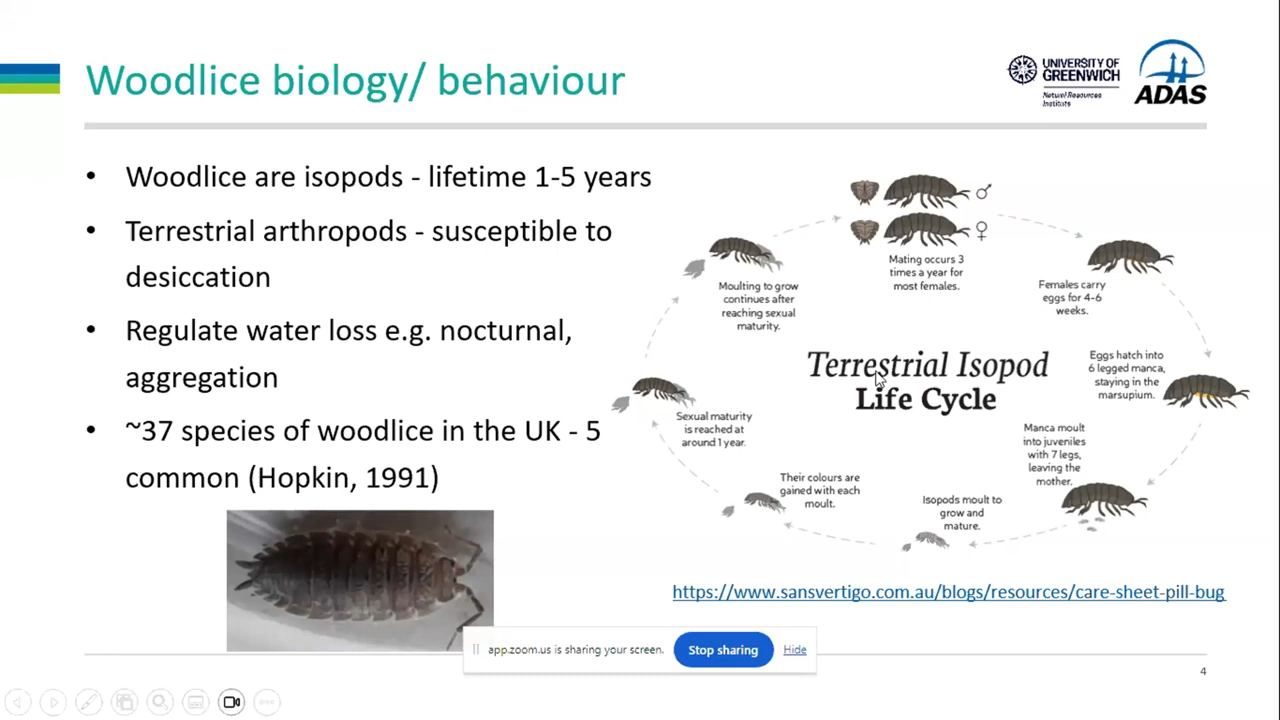 Woodlice biology/ behaviour
UNIVERSITY OF
GREENWICH
Natural Resources
Institute
ADAS
• Woodlice are isopods - lifetime 1-5 years
• Terrestrial arthropods - susceptible to
desiccation
• Regulate water loss e.g. nocturnal,
aggregation
• ~37 species of woodlice in the UK - 5
common (Hopkin, 1991)
♂
♀
Mating occurs 3
times a year for
most females.
Females carry
eggs for 4-6
weeks.
Eggs hatch into
6 legged manca,
staying in the
marsupium.
Manca moult
into juveniles
with 7 legs,
leaving the
mother.
Isopods moult to
grow and
mature.
Their colours are
gained with each
moult.
Sexual maturity
is reached at
around 1 year.
Moulting to grow
continues after
reaching sexual
maturity.
Terrestrial Isopod
Life Cycle
https://www.sansvertigo.com.au/blogs/resources/care-sheet-pill-bug
app.zoom.us is sharing your screen.
Stop sharing
Hide
4